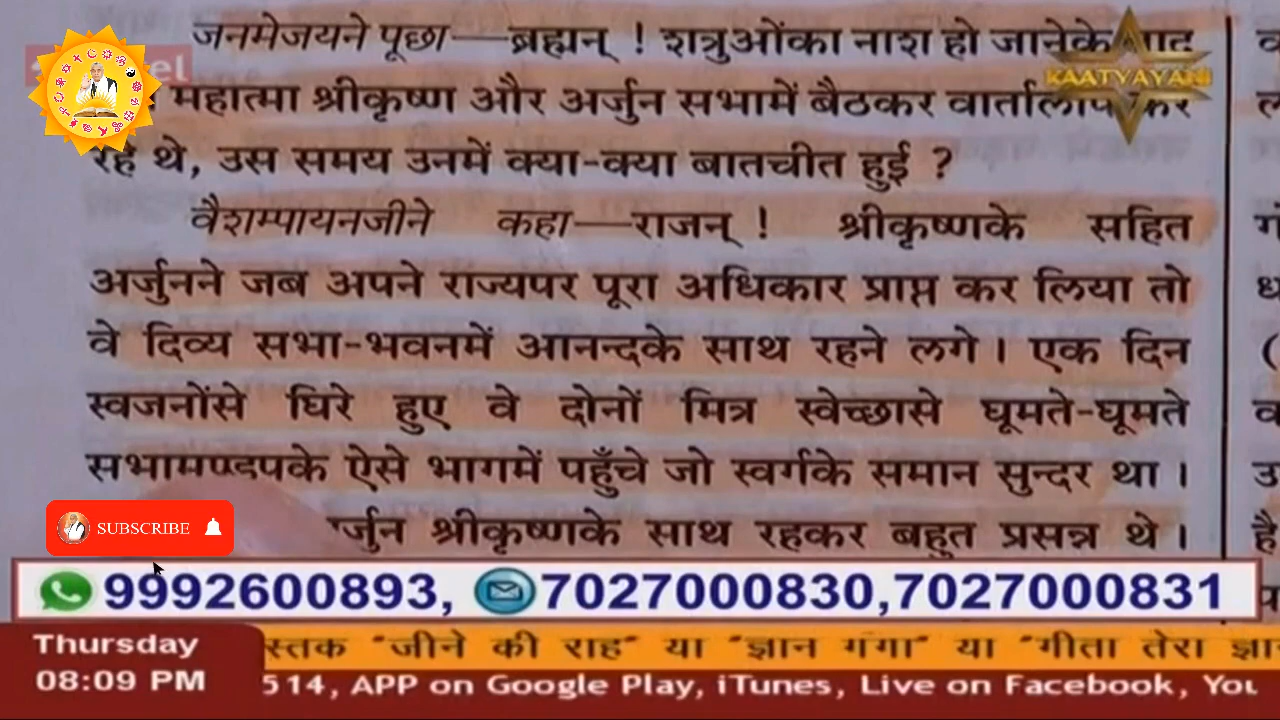 जनमेजयने पूछा—ब्रह्मन् ! शत्रुओंका नाश हो जानेके
KAATYAYANI
महात्मा श्रीकृष्ण और अर्जुन सभामें बैठकर वार्तालाप कर
रहे थे, उस समय उनमें क्या-क्या बातचीत हुई ?
वैशम्पायनजीने कहा—राजन् ! श्रीकृष्णके सहित
अर्जुनने जब अपने राज्यपर पूरा अधिकार प्राप्त कर लिया तो
वे दिव्य सभा-भवनमें आनन्दके साथ रहने लगे । एक दिन
स्वजनोंसे घिरे हुए वे दोनों मित्र स्वेच्छासे घूमते-घूमते
सभामण्डपके ऐसे भागमें पहुँचे जो स्वर्गके समान सुन्दर था ।
र्जुन श्रीकृष्णके साथ रहकर बहुत प्रसन्न थे ।
SUBSCRIBE
9992600893, 7027000830,7027000831
Thursday
08:09 PM
स्तक "जीने की राह" या "ज्ञान गंगा" या "गीता तेरा ज्ञा
514, APP on Google Play, iTunes, Live on Facebook, You